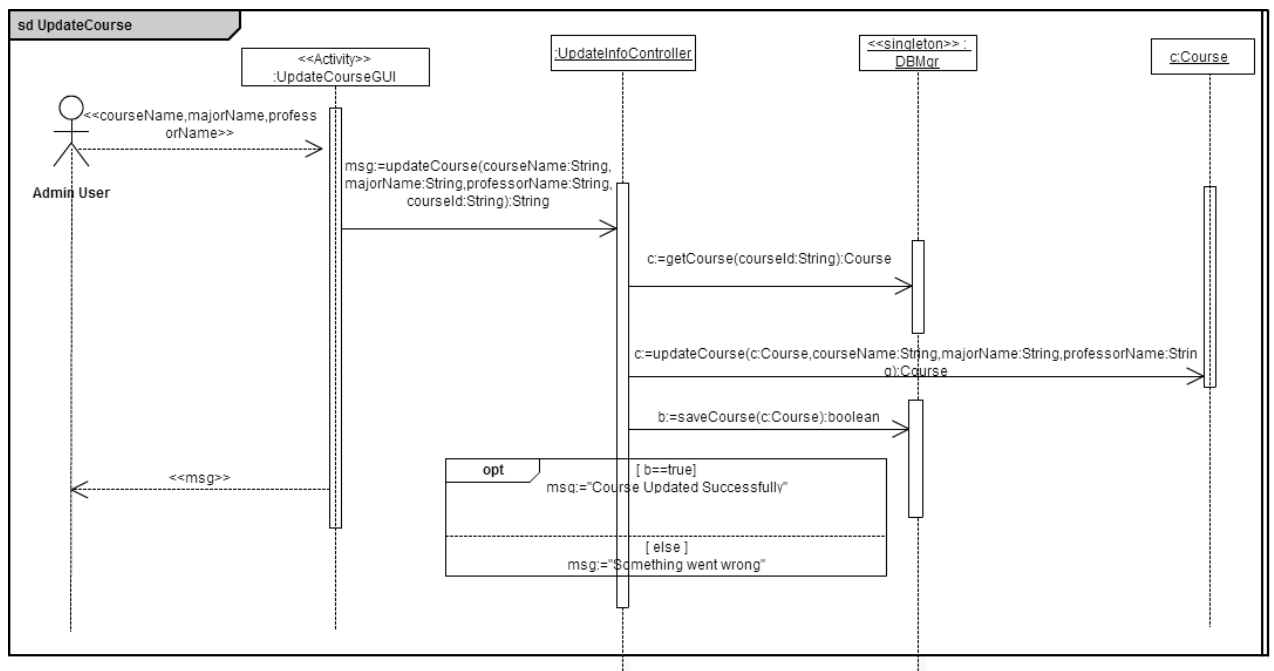 sd UpdateCourse
<<Activity>>
:UpdateCourseGUI
:UpdateInfoController
<<singleton>> :
DBMgr
c:Course
<<courseName,majorName,profess
orName>>
Admin User
msg:=updateCourse(courseName:String,
majorName:String,professorName:String,
courseId:String):String
c:=getCourse(courseId:String):Course
c:=updateCourse(c:Course,courseName:String,majorName:String,professorName:Strin
g):Course
b:=saveCourse(c:Course):boolean
<<msg>>
opt
[ b==true]
msg:="Course Updated Successfully"
[ else ]
msg:="Something went wrong"